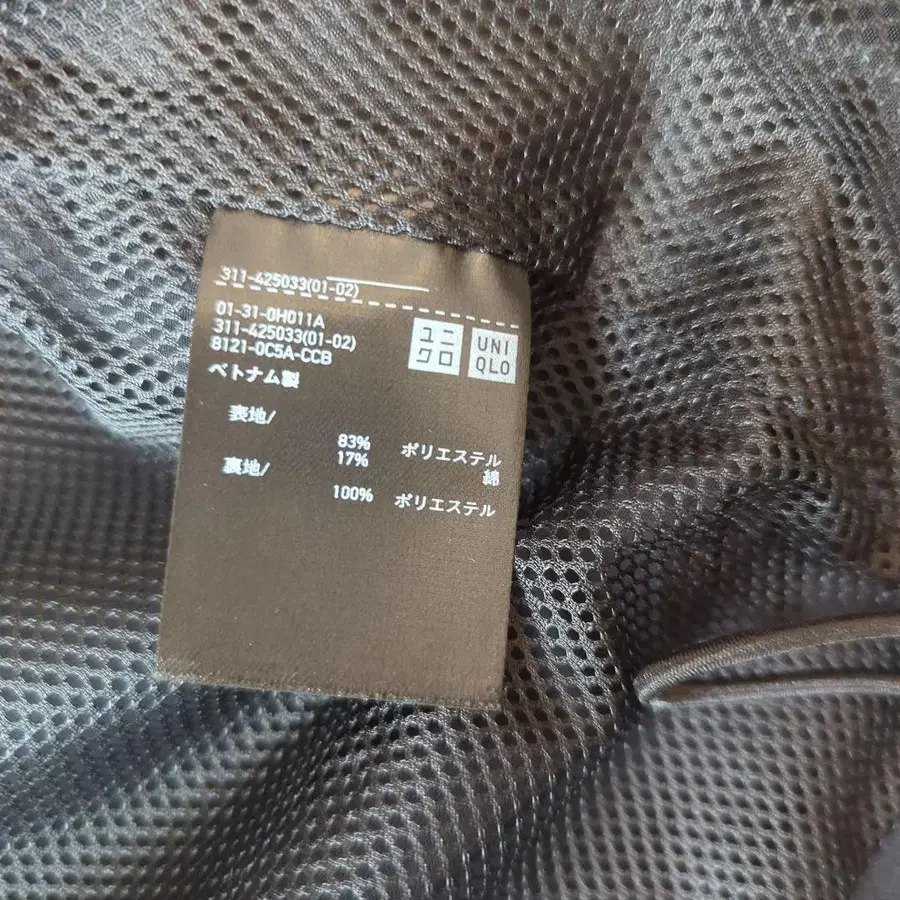 311-425033(01-02)
01-31-0H011A
311-425033(01-02)
8121-0C5A-CCB
ベトナム製
ユニ
クロ
UNI
QLO
表地/
83% ポリエステル
17% 綿
裏地/
100% ポリエステル